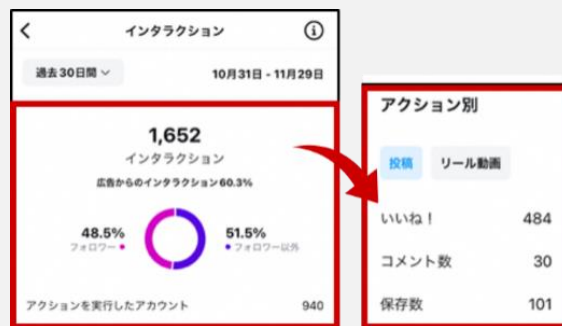 インタラクション
過去30日間
10月31日 - 11月29日
1,652
インタラクション
広告からのインタラクション60.3%
48.5%
フォロワー
51.5%
フォロワー以外
アクションを実行したアカウント 940
アクション別
投稿 リール動画
いいね! 484
コメント数 30
保存数 101